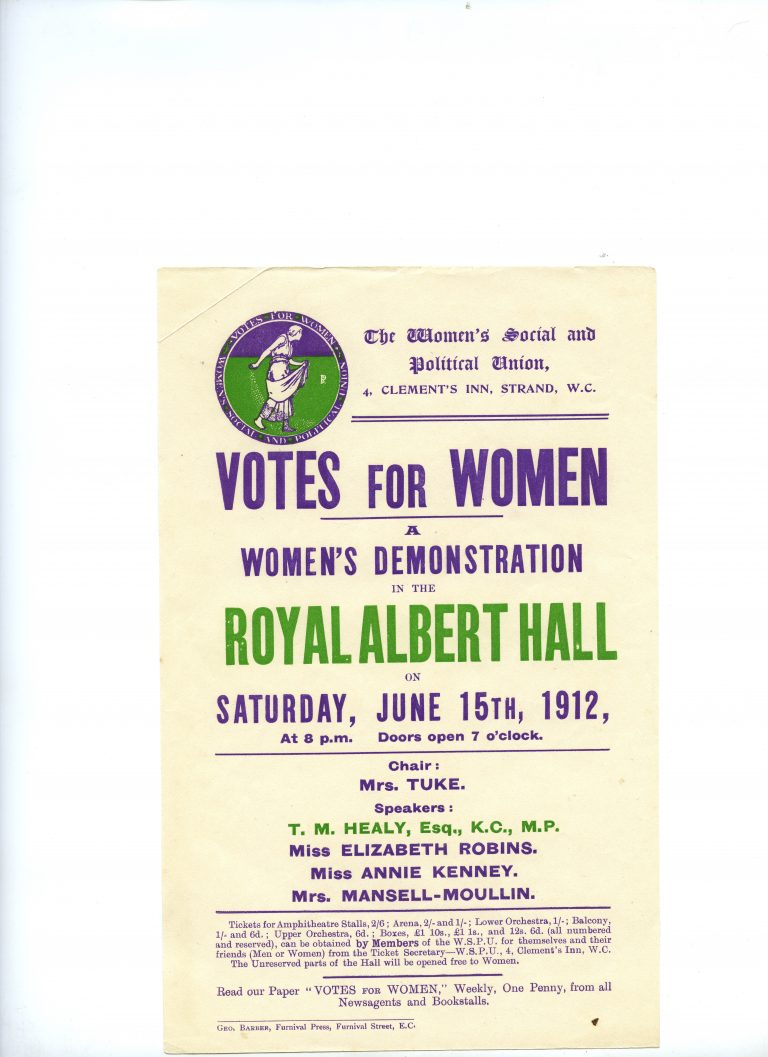 VOTES · FOR · WOMEN
WOMEN'S · SOCIAL · AND · POLITICAL · UNION
The Women's Social and
Political Union,
4, CLEMENT'S INN, STRAND, W.C.
VOTES FOR WOMEN
A
WOMEN'S DEMONSTRATION
IN THE
ROYAL ALBERT HALL
ON
SATURDAY, JUNE 15TH, 1912,
At 8 p.m. Doors open 7 o'clock.
Chair :
Mrs. TUKE.
Speakers :
T. M. HEALY, Esq., K.C., M.P.
Miss ELIZABETH ROBINS.
Miss ANNIE KENNEY.
Mrs. MANSELL-MOULLIN.
Tickets for Amphitheatre Stalls, 2/6 ; Arena, 2/- and 1/- ; Lower Orchestra, 1/- ; Balcony,
1/- and 6d. ; Upper Orchestra, 6d. ; Boxes, £1 10s., £1 1s., and 12s. 6d. (all numbered
and reserved), can be obtained by Members of the W.S.P.U. for themselves and their
friends (Men or Women) from the Ticket Secretary—W.S.P.U., 4, Clement's Inn, W.C.
The Unreserved parts of the Hall will be opened free to Women.
Read our Paper "VOTES FOR WOMEN," Weekly, One Penny, from all
Newsagents and Bookstalls.
GEO. BARBER, Furnival Press, Furnival Street, E.C.